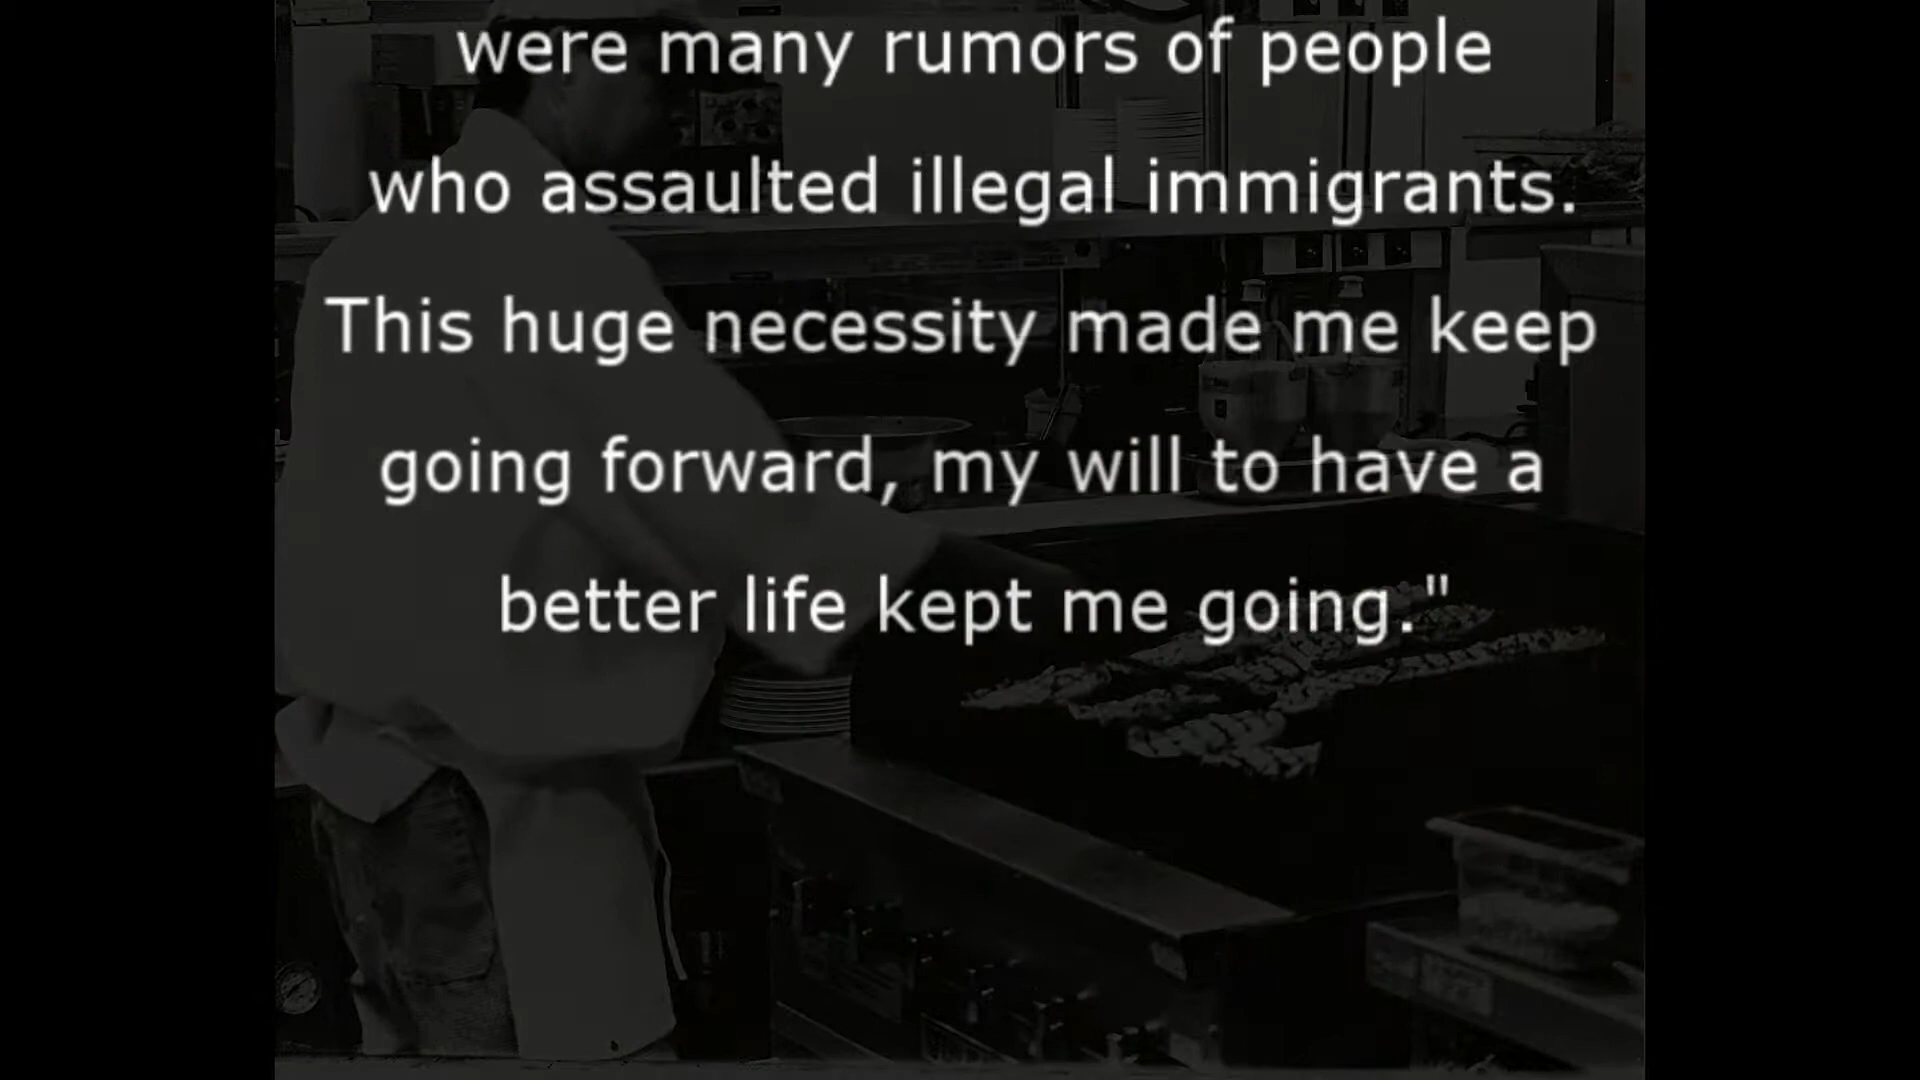 were many rumors of people
who assaulted illegal immigrants.
This huge necessity made me keep
going forward, my will to have a
better life kept me going."